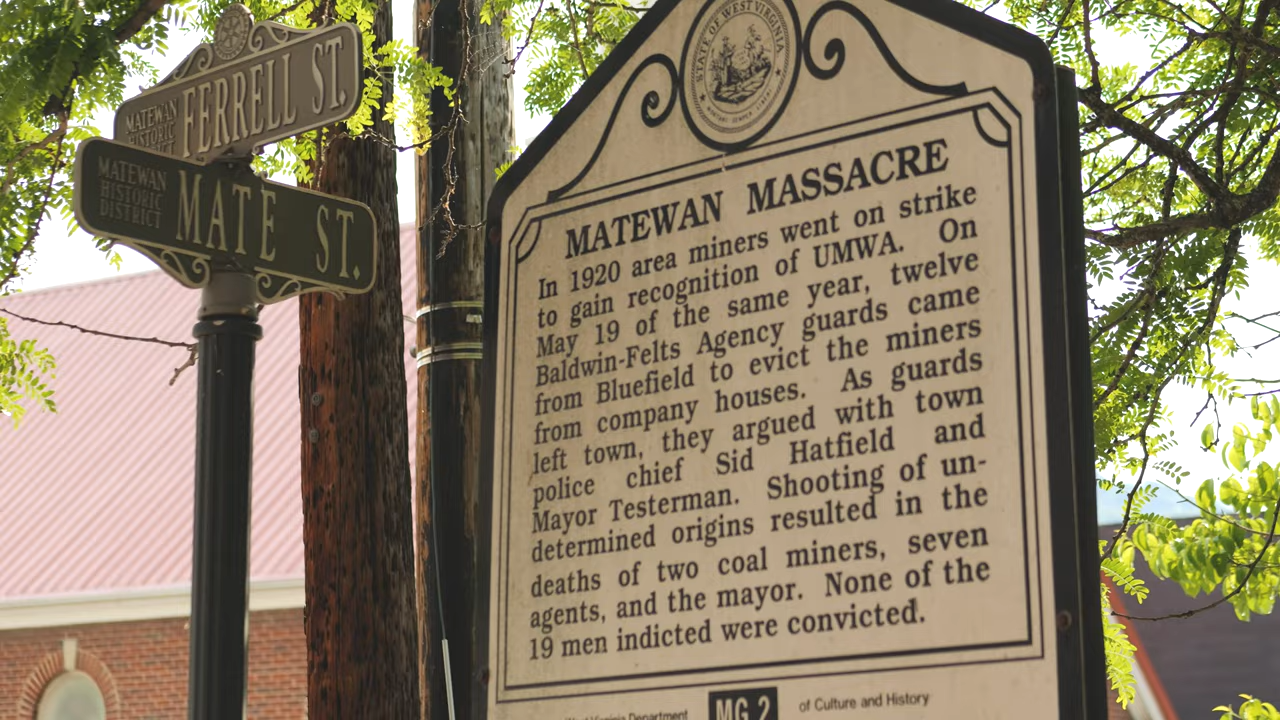 MATEWAN
HISTORIC
FERRELL ST.
MATEWAN
HISTORIC
DISTRICT
MATE ST.
STATE OF WEST VIRGINIA
MATEWAN MASSACRE
In 1920 area miners went on strike
to gain recognition of UMWA. On
May 19 of the same year, twelve
Baldwin-Felts Agency guards came
from Bluefield to evict the miners
from company houses. As guards
left town, they argued with town
police chief Sid Hatfield and
Mayor Testerman. Shooting of un-
determined origins resulted in the
deaths of two coal miners, seven
agents, and the mayor. None of the
19 men indicted were convicted.
Virginia Department
MG 2
of Culture and History